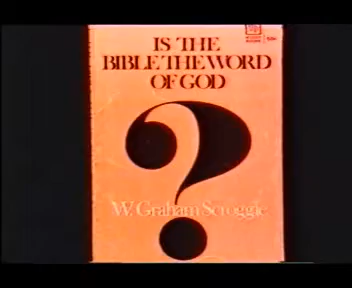 IS THE
BIBLE THE WORD
OF GOD
?
W. Graham Scroggie